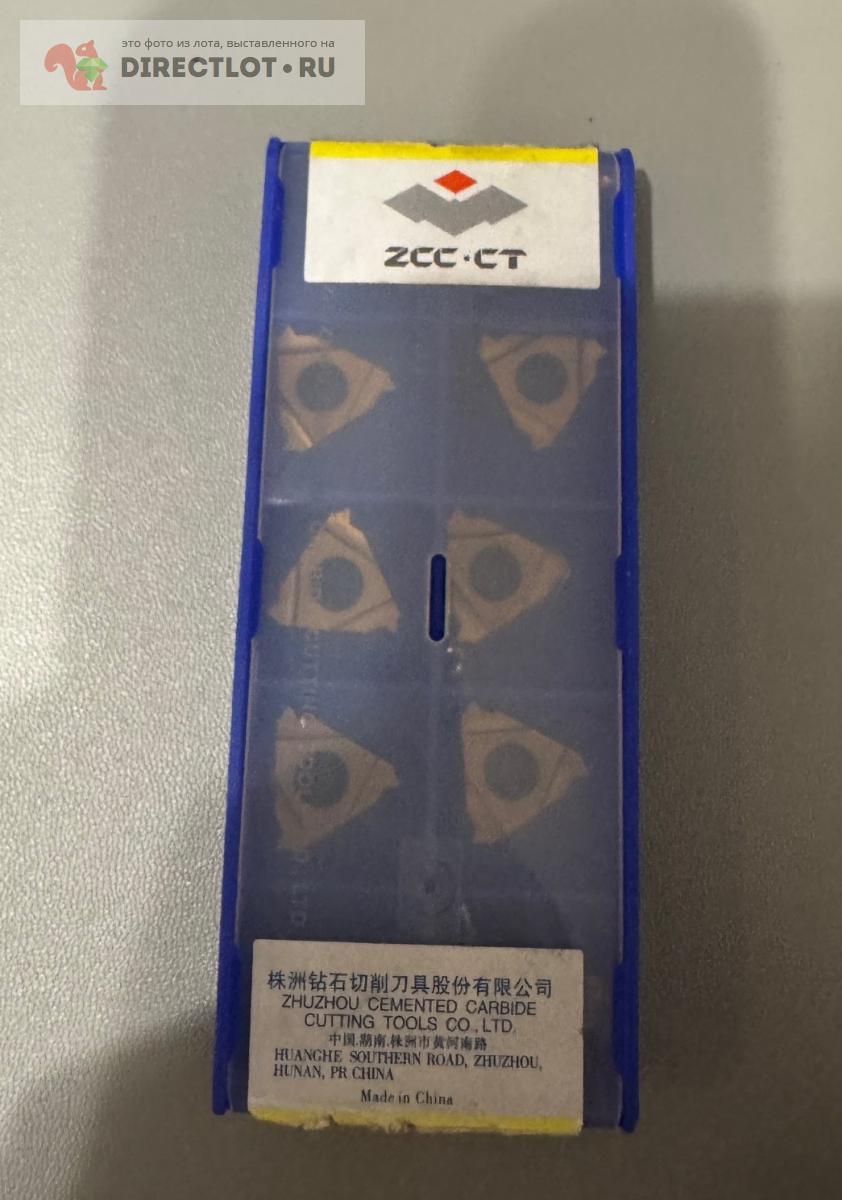 это фото из лота, выставленного на
DIRECTLOT•RU
ZCC·CT
株洲钻石切削刀具股份有限公司
ZHUZHOU CEMENTED CARBIDE
CUTTING TOOLS CO.,LTD.
中国.湖南.株洲市黄河南路
HUANGHE SOUTHERN ROAD, ZHUZHOU,
HUNAN, PR CHINA
Made in China